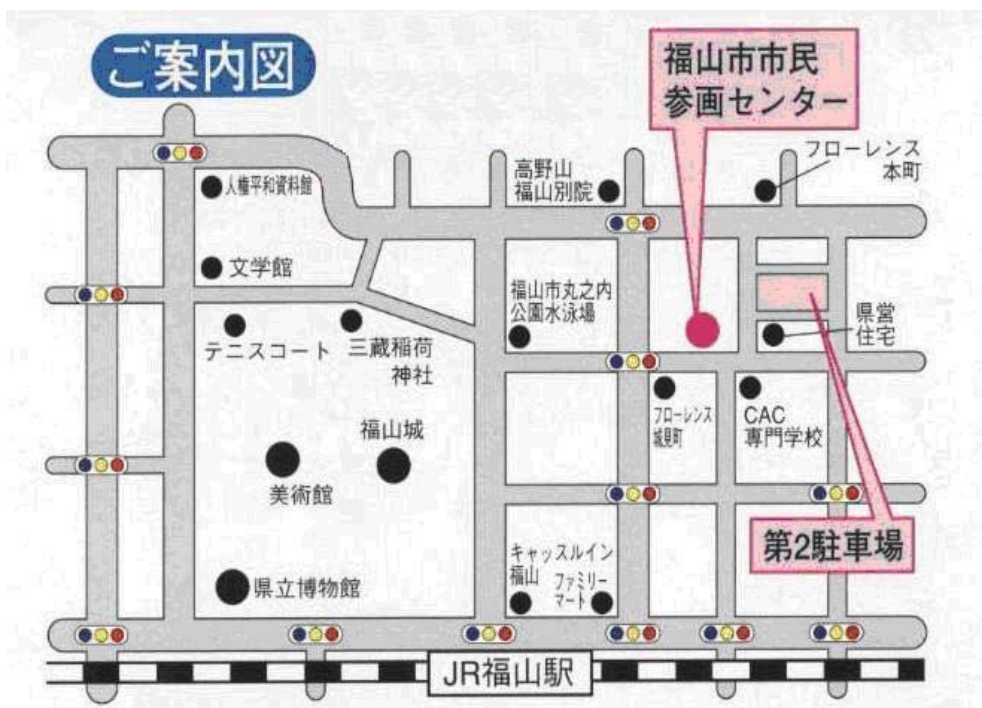 ご案内図
福山市市民
参画センター
フローレンス
本町
高野山
福山別院
人権平和資料館
文学館
福山市丸之内
公園水泳場
県営
住宅
テニスコート
三蔵稲荷
神社
フローレンス
城見町
CAC
専門学校
福山城
美術館
第2駐車場
キャッスルイン
福山
ファミリー
マート
県立博物館
JR福山駅